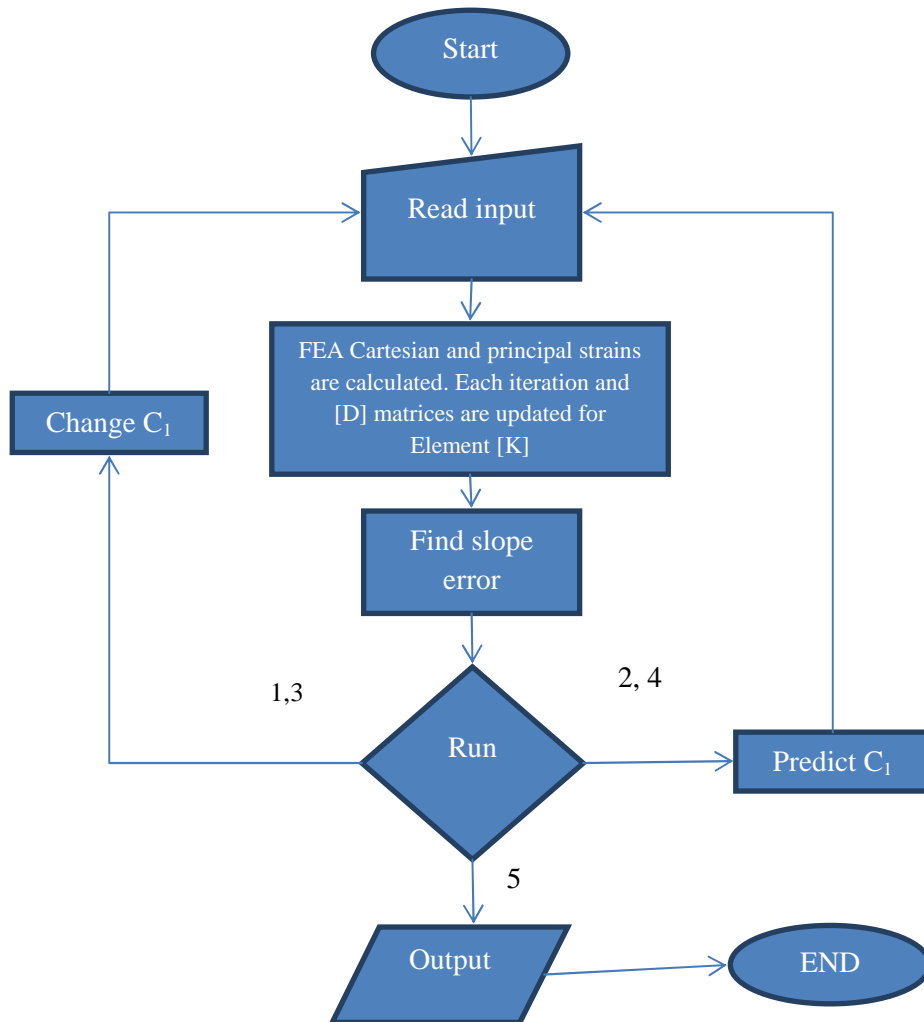 Start
Read input
FEA Cartesian and principal strains
are calculated. Each iteration and
[D] matrices are updated for
Element [K]
Change C₁
Find slope
error
1,3
2, 4
Run
Predict C₁
5
Output
END